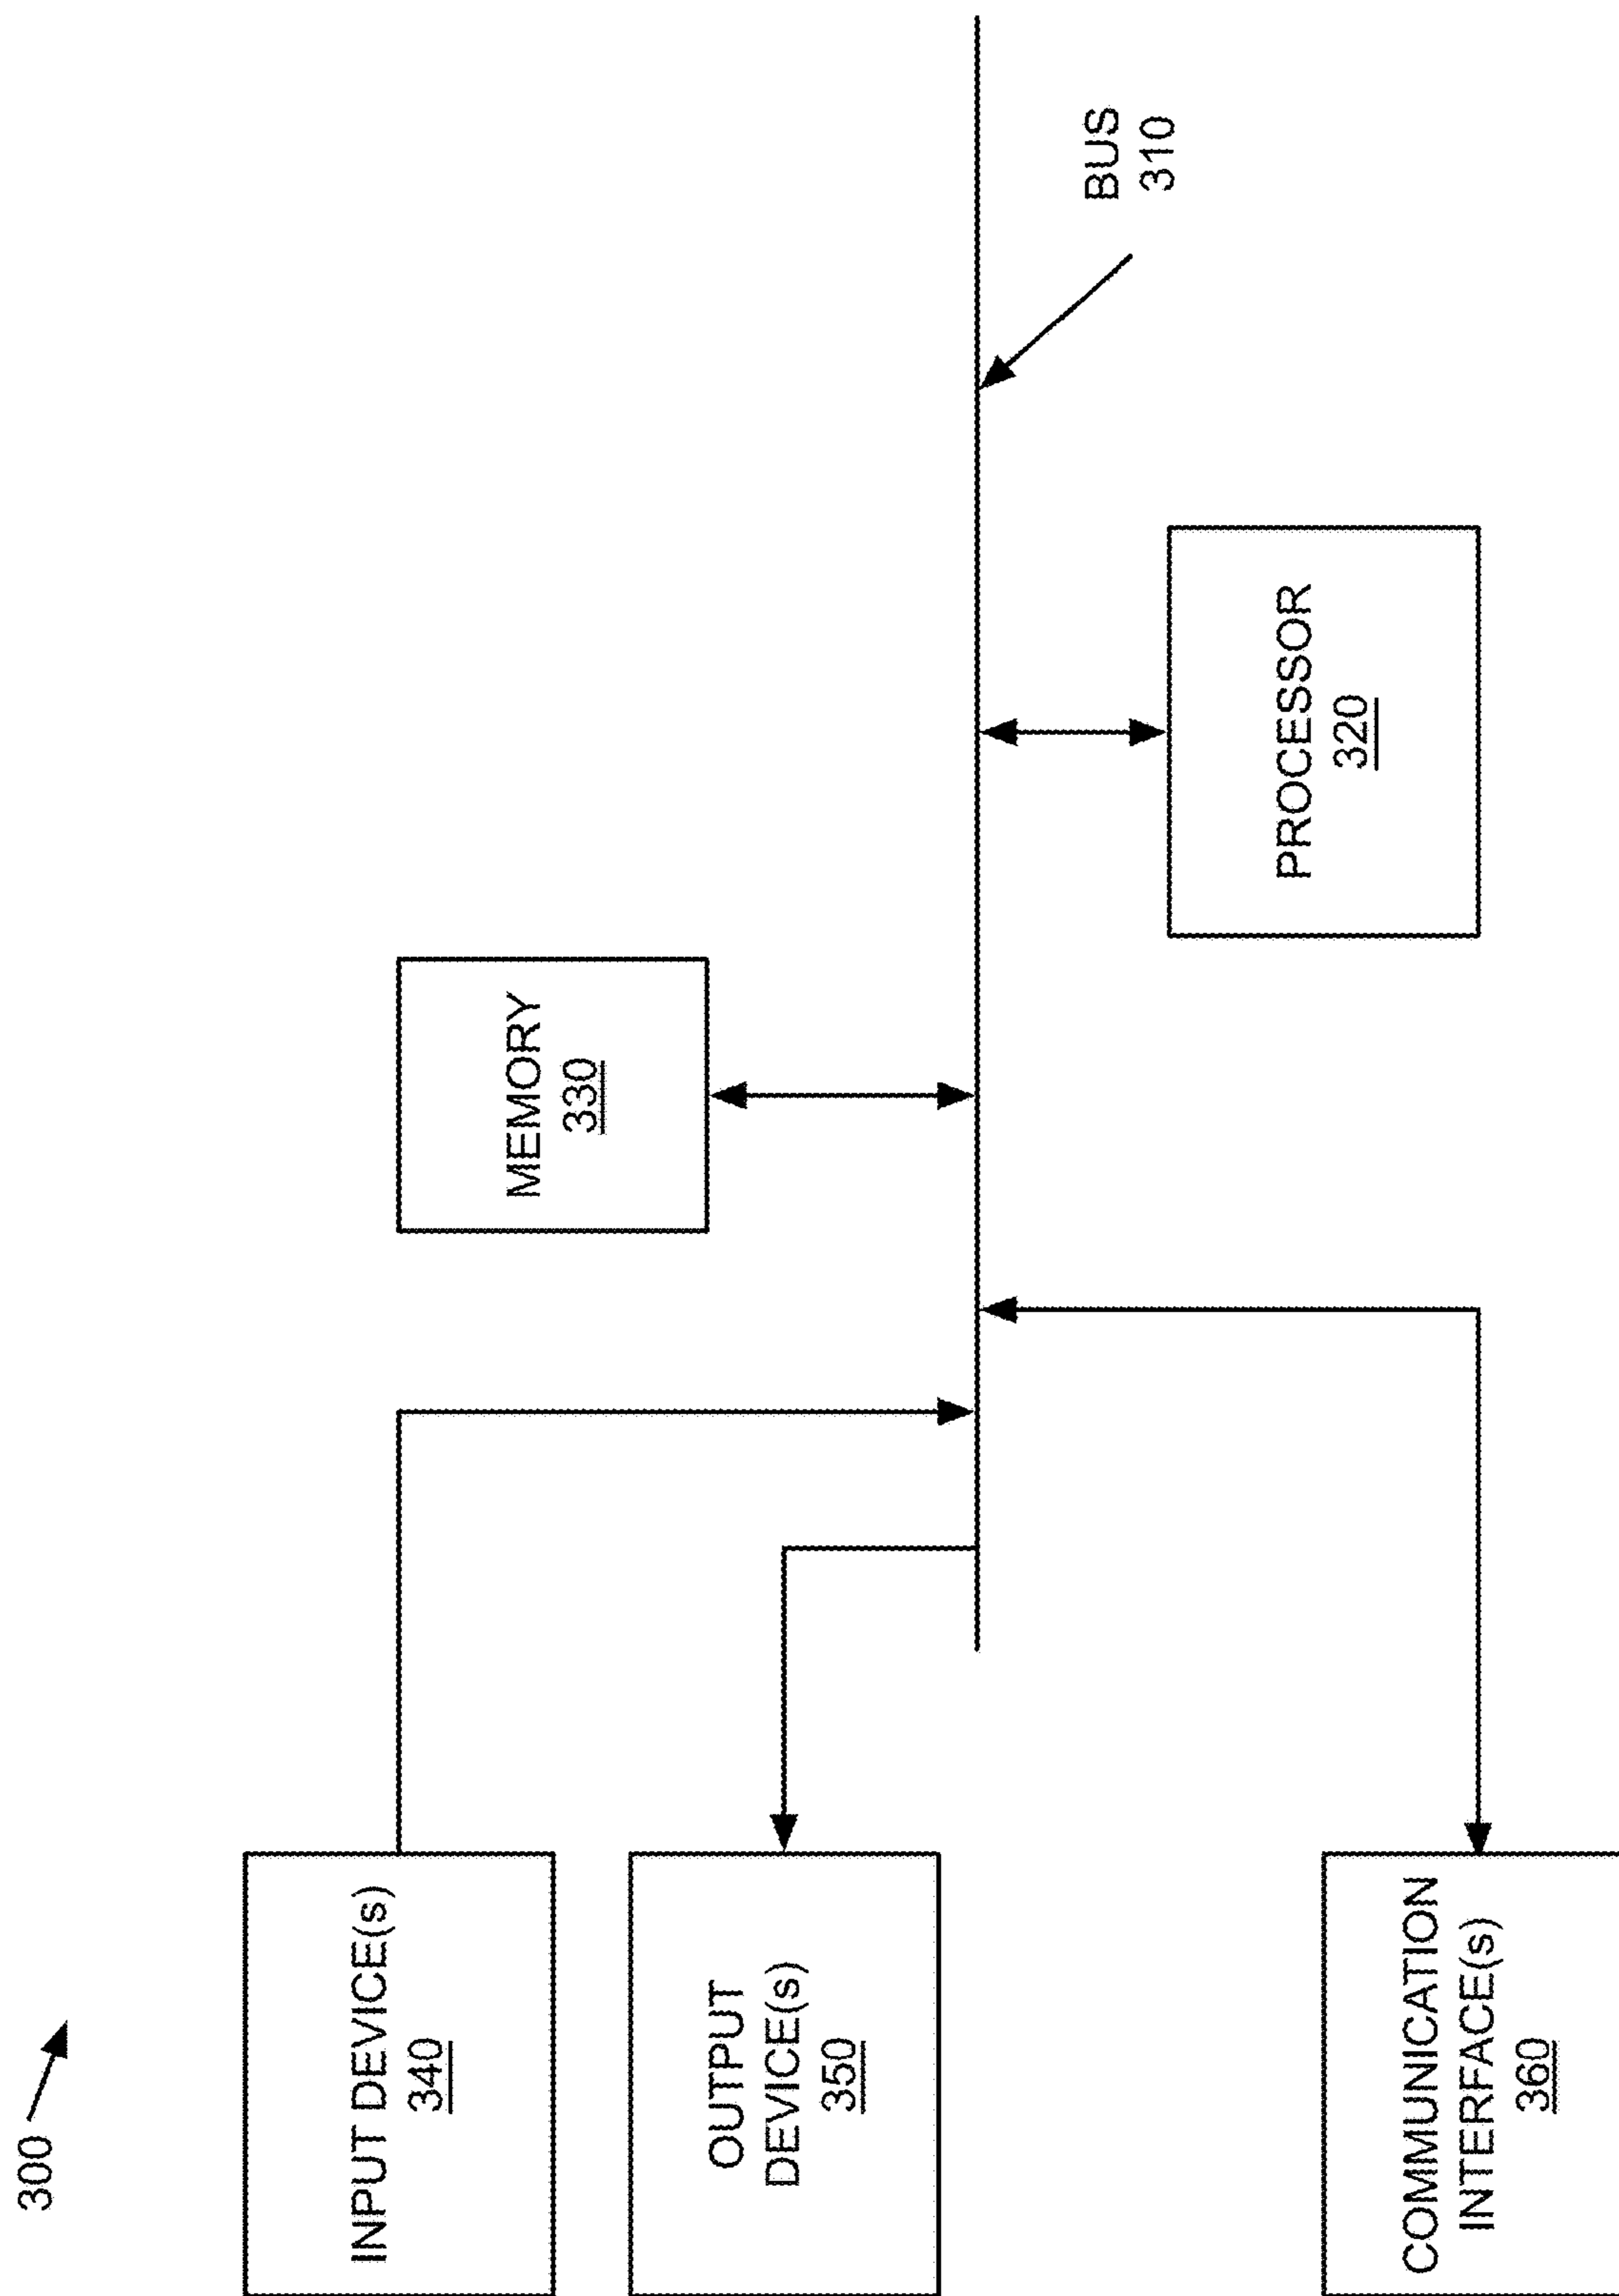 300
INPUT DEVICE(s)
340
OUTPUT
DEVICE(s)
350
COMMUNICATION
INTERFACE(s)
360
MEMORY
330
PROCESSOR
320
BUS
310